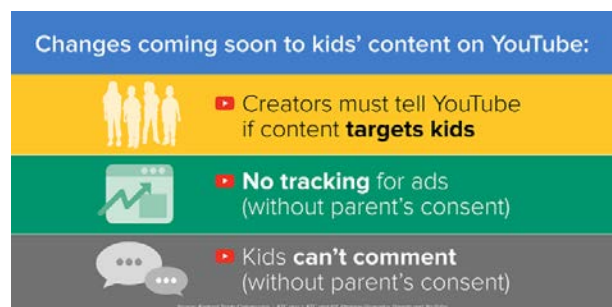 Changes coming soon to kids' content on YouTube:
Creators must tell YouTube
if content targets kids
No tracking for ads
(without parent's consent)
Kids can't comment
(without parent's consent)